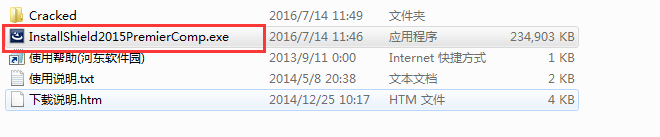 Cracked 2016/7/14 11:49 文件夹
InstallShield2015PremierComp.exe 2016/7/14 11:46 应用程序 234,903 KB
使用帮助(河东软件园) 2013/9/11 0:00 Internet 快捷方式 1 KB
使用说明.txt 2014/5/8 20:38 文本文档 2 KB
下载说明.htm 2014/12/25 10:17 HTM 文件 4 KB